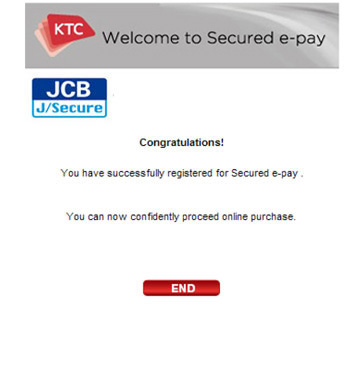 KTC
Welcome to Secured e-pay
JCB
J/Secure
Congratulations!
You have successfully registered for Secured e-pay .
You can now confidently proceed online purchase.
END